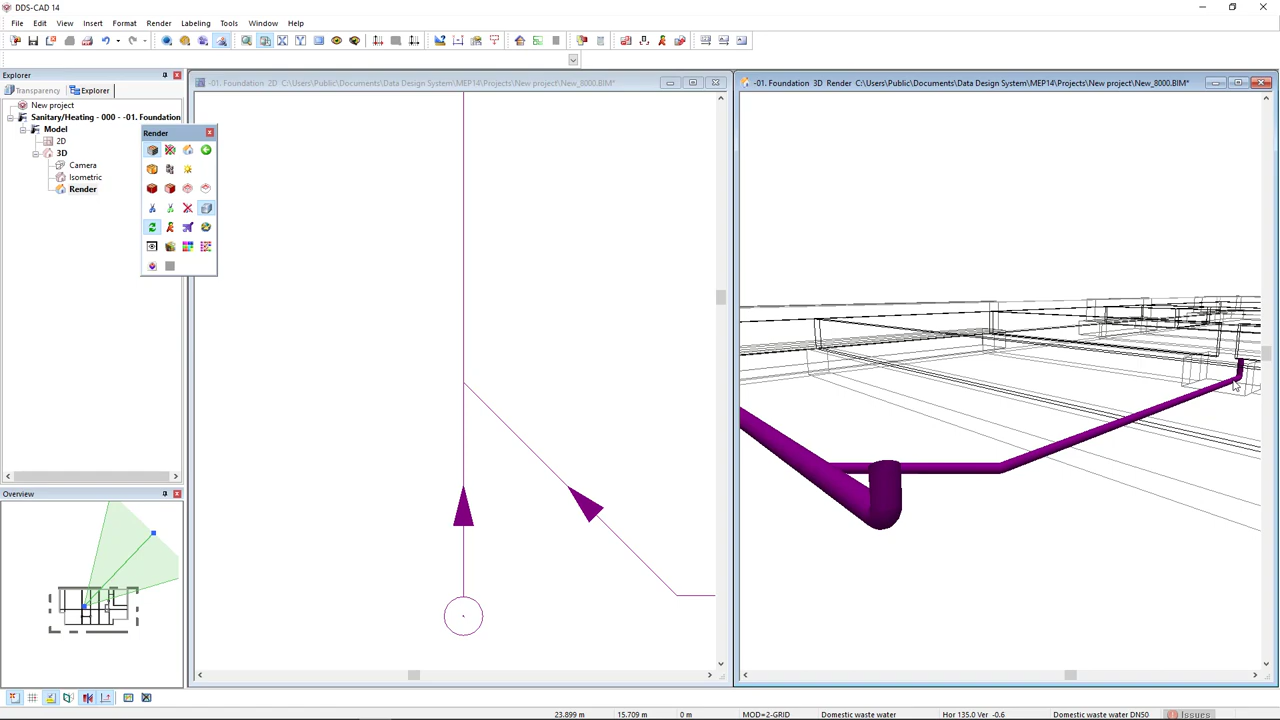 DDS-CAD 14
File Edit View Insert Format Render Labeling Tools Window Help
Explorer
-01. Foundation 2D C:\Users\Public\Documents\Data Design System\MEP14\Projects\New project\New_8000.BIM*
-01. Foundation 3D Render C:\Users\Public\Documents\Data Design System\MEP14\Projects\New project\New_8000.BIM*
Transparency Explorer
New project
Sanitary/Heating - 000 - -01. Foundation
Model
2D
3D
Camera
Isometric
Render
Render
Overview
23.899 m 15.709 m 0 m MOD=2-GRID Domestic waste water Hor 135.0 Ver -0.6 Domestic waste water DN50 Issues